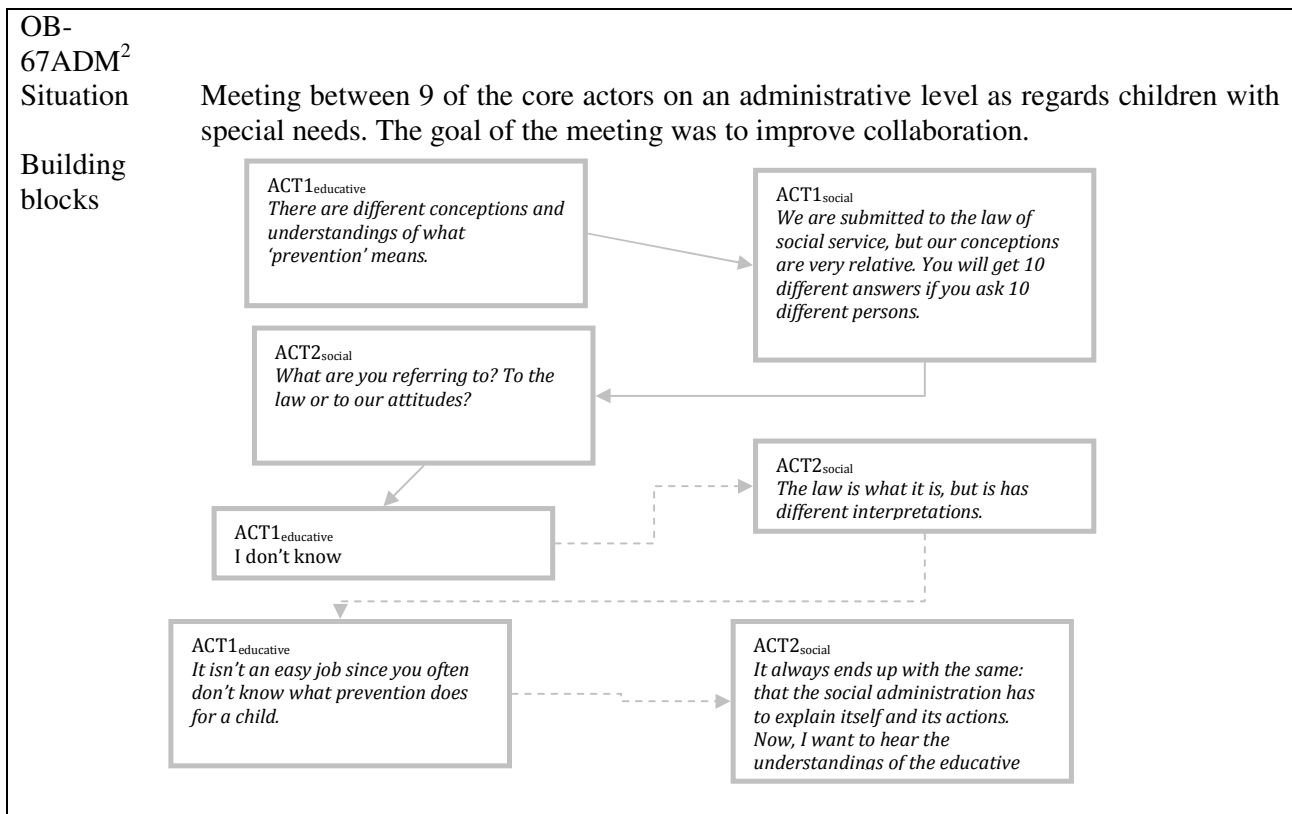 OB-
67ADM2
Situation Meeting between 9 of the core actors on an administrative level as regards children with
special needs. The goal of the meeting was to improve collaboration.
Building
blocks
ACT1educative
There are different conceptions and
understandings of what
‘prevention’ means.
ACT1social
We are submitted to the law of
social service, but our conceptions
are very relative. You will get 10
different answers if you ask 10
different persons.
ACT2social
What are you referring to? To the
law or to our attitudes?
ACT2social
The law is what it is, but is has
different interpretations.
ACT1educative
I don’t know
ACT1educative
It isn’t an easy job since you often
don’t know what prevention does
for a child.
ACT2social
It always ends up with the same:
that the social administration has
to explain itself and its actions.
Now, I want to hear the
understandings of the educative